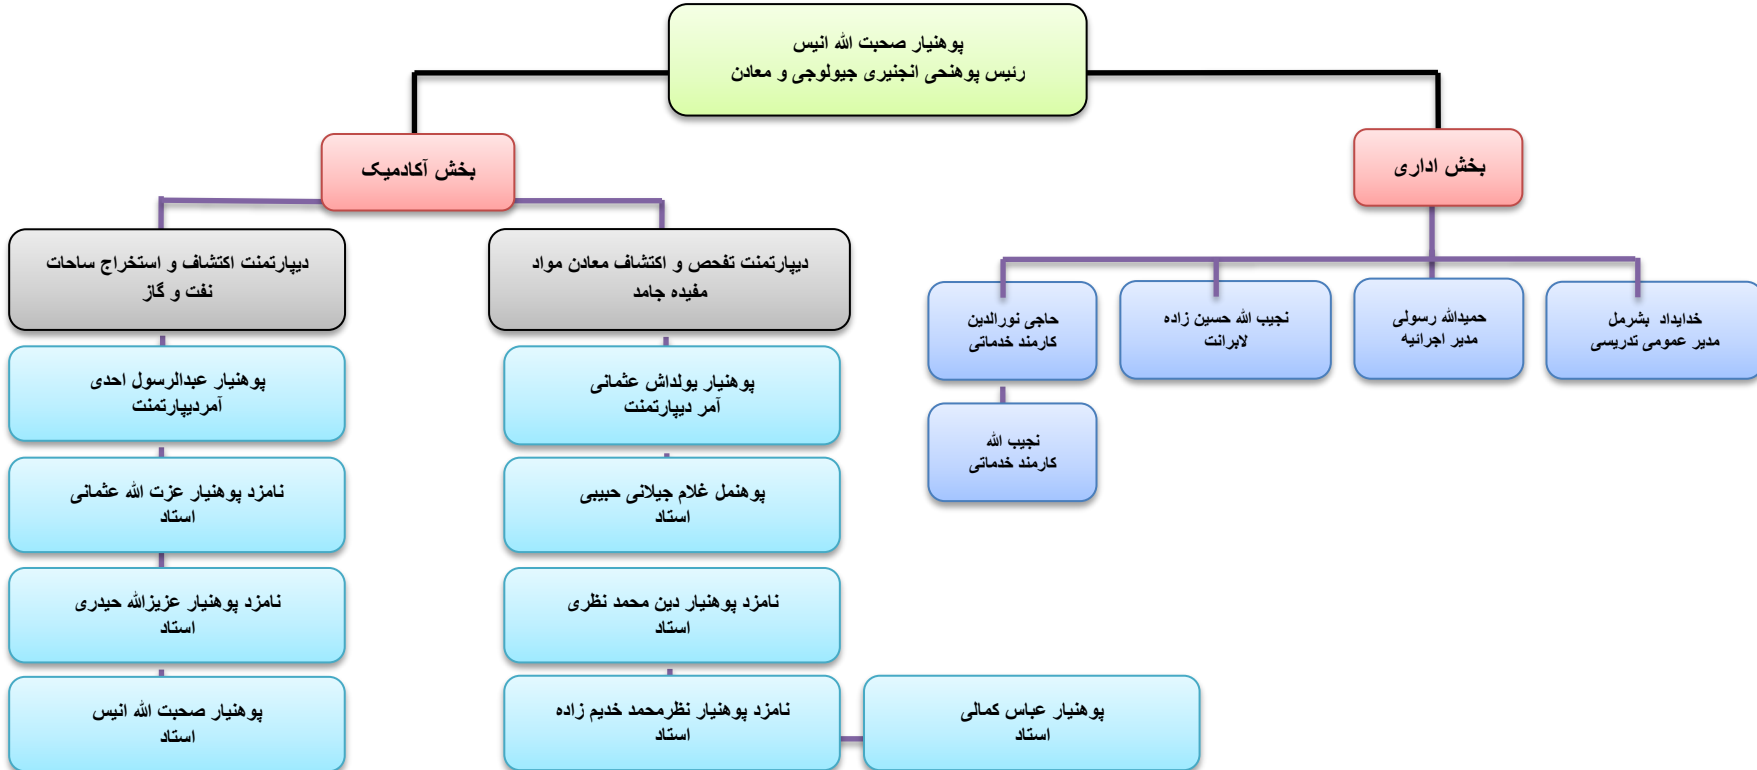 پوهنیار صحبت الله انیس
رئیس پوهنحی انجنیری جیولوجی و معادن
بخش اداری
بخش آکادمیک
خدایداد بشرمل
مدیر عمومی تدریسی
حمیدالله رسولی
مدیر اجرائیه
نجیب الله حسین زاده
لابرانت
حاجی نورالدین
کارمند خدماتی
نجیب الله
کارمند خدماتی
دیپارتمنت تفحص و اکتشاف معادن مواد
مفیده جامد
پوهنیار یولداش عثمانی
آمر دیپارتمنت
پوهنمل غلام جیلانی حبیبی
استاد
نامزد پوهنیار دین محمد نظری
استاد
نامزد پوهنیار نظرمحمد خدیم زاده
استاد
پوهنیار عباس کمالی
استاد
دیپارتمنت اکتشاف و استخراج ساحات
نفت و گاز
پوهنیار عبدالرسول احدی
آمردیپارتمنت
نامزد پوهنیار عزت الله عثمانی
استاد
نامزد پوهنیار عزیزالله حیدری
استاد
پوهنیار صحبت الله انیس
استاد